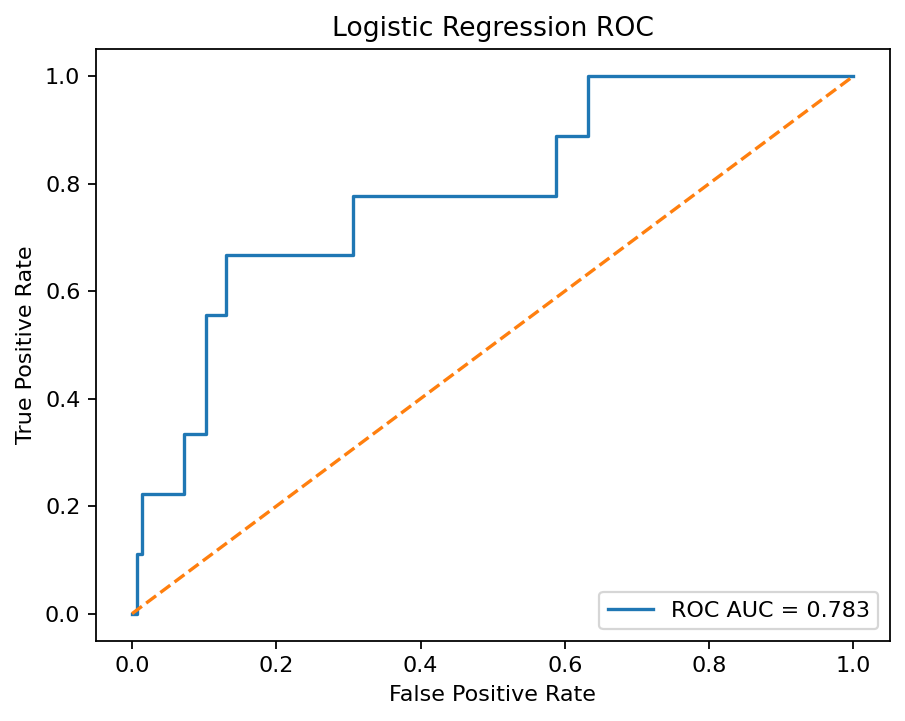 Logistic Regression ROC
True Positive Rate
1.0
0.8
0.6
0.4
0.2
0.0
ROC AUC = 0.783
0.0 0.2 0.4 0.6 0.8 1.0
False Positive Rate